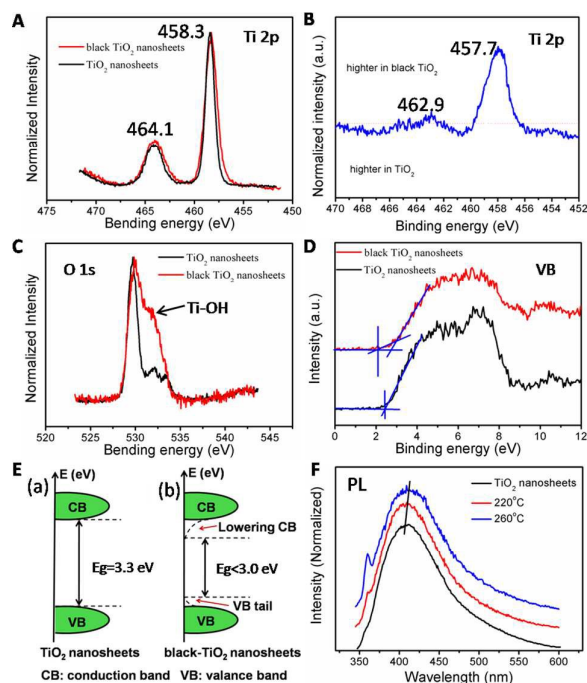 A
458.3
Ti 2p
black TiO₂ nanosheets
TiO₂ nanosheets
464.1
Normalized Intensity
475 470 465 460 455 450
Bending energy (eV)
B
457.7
Ti 2p
highter in black TiO₂
462.9
highter in TiO₂
Normalized intensity (a.u.)
470 468 466 464 462 460 458 456 454 452
Binding energy (eV)
C
O 1s
TiO₂ nanosheets
black TiO₂ nanosheets
Ti-OH
Normalized Intensity
520 525 530 535 540 545
Binding energy (eV)
D
black TiO₂ nanosheets
TiO₂ nanosheets
VB
Intensity (a.u.)
0 2 4 6 8 10 12
Binding energy (eV)
E
E (eV)
(a)
CB
Eg=3.3 eV
VB
TiO₂ nanosheets
E (eV)
(b)
CB
Lowering CB
Eg<3.0 eV
VB tail
VB
black-TiO₂ nanosheets
CB: conduction band VB: valance band
F
PL
TiO₂ nanosheets
220°C
260°C
Intensity (Normalized)
350 400 450 500 550 600
Wavelength (nm)